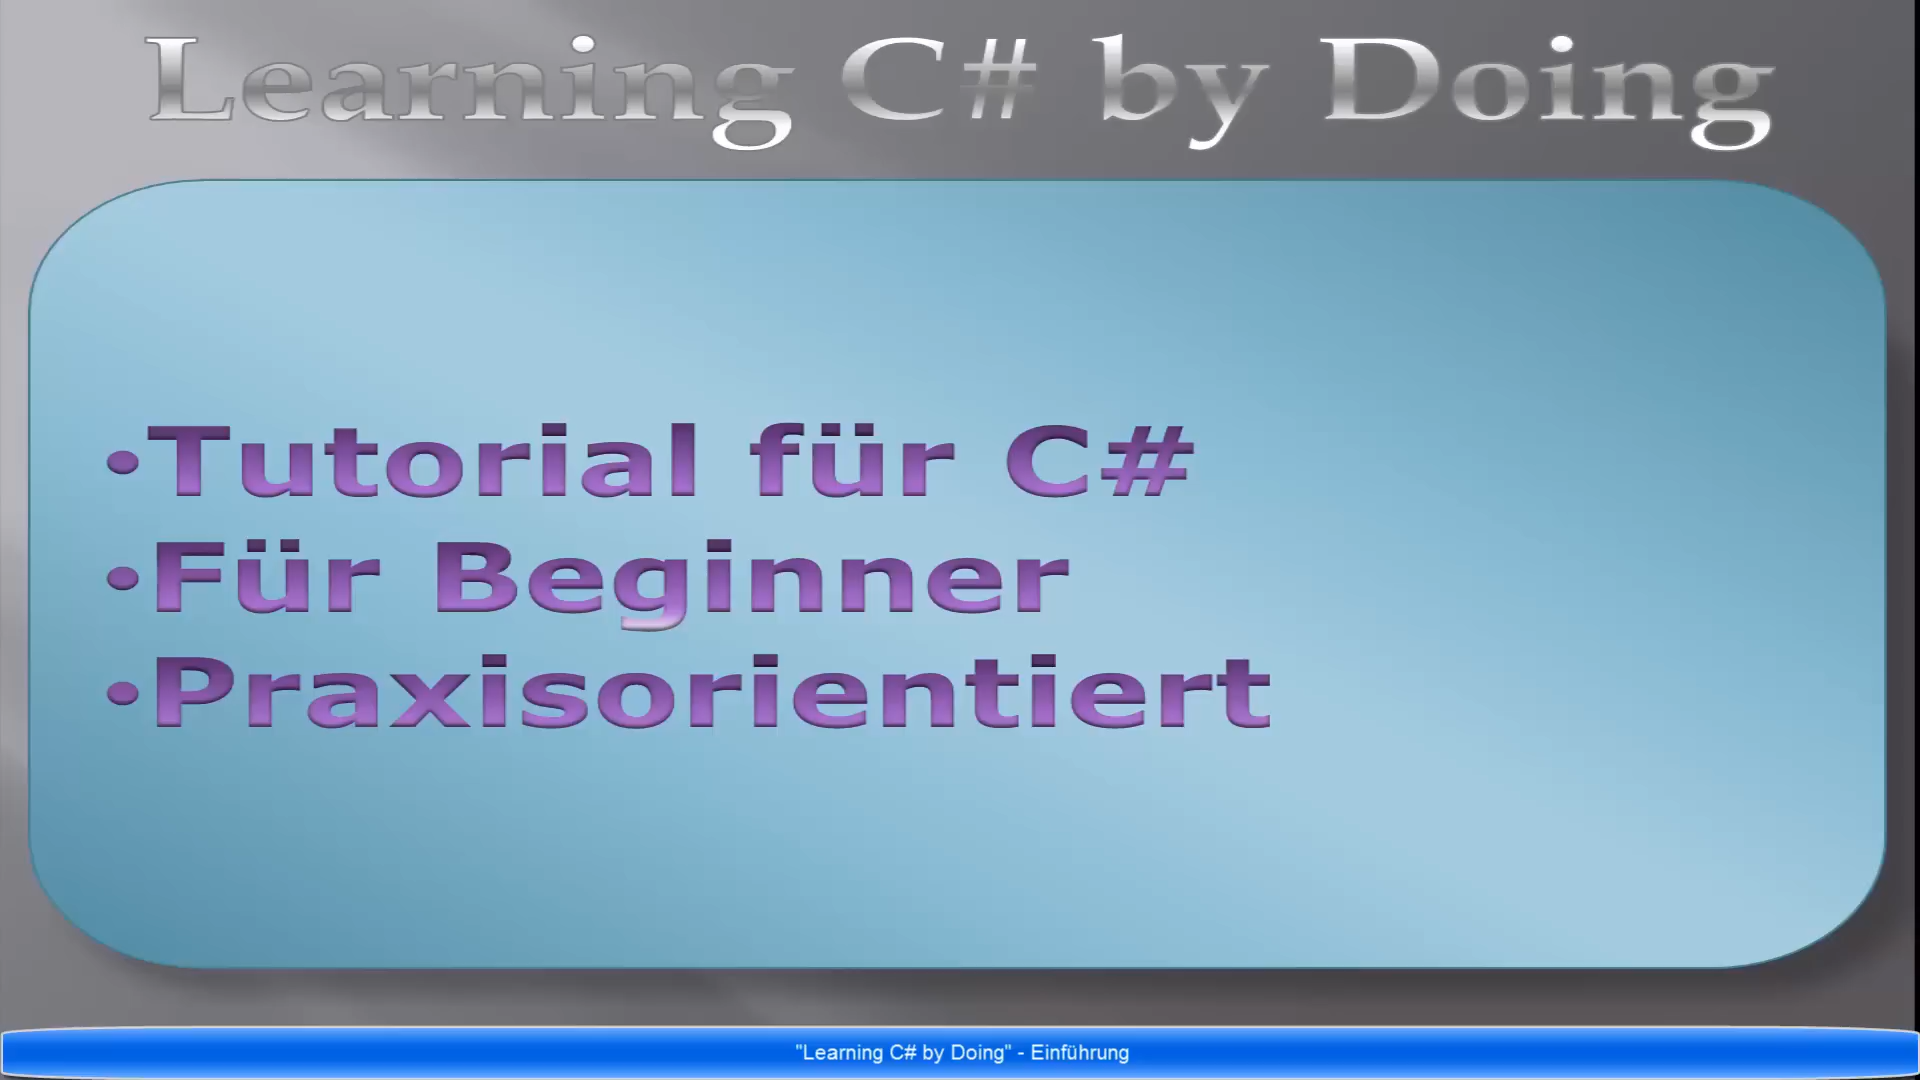 Learning C# by Doing
•Tutorial für C#
•Für Beginner
•Praxisorientiert
"Learning C# by Doing" - Einführung